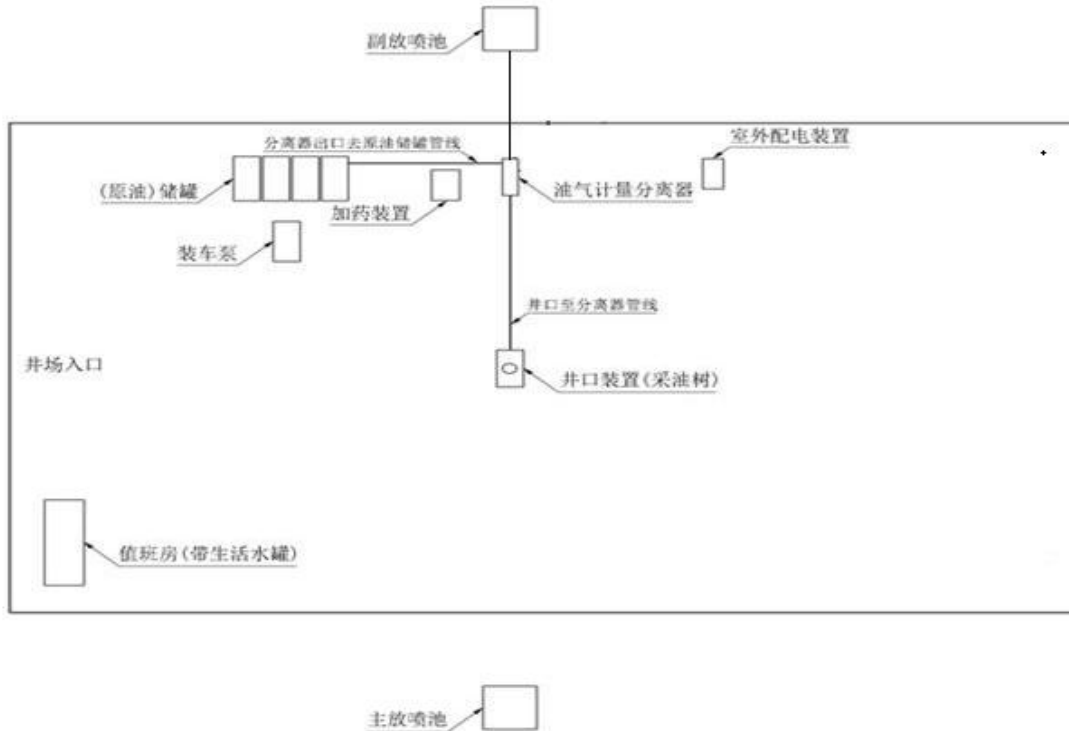 副放喷池
分离器出口去原油储罐管线
室外配电装置
(原油)储罐
加药装置
油气计量分离器
装车泵
井口至分离器管线
井场入口
井口装置(采油树)
值班房(带生活水罐)
主放喷池